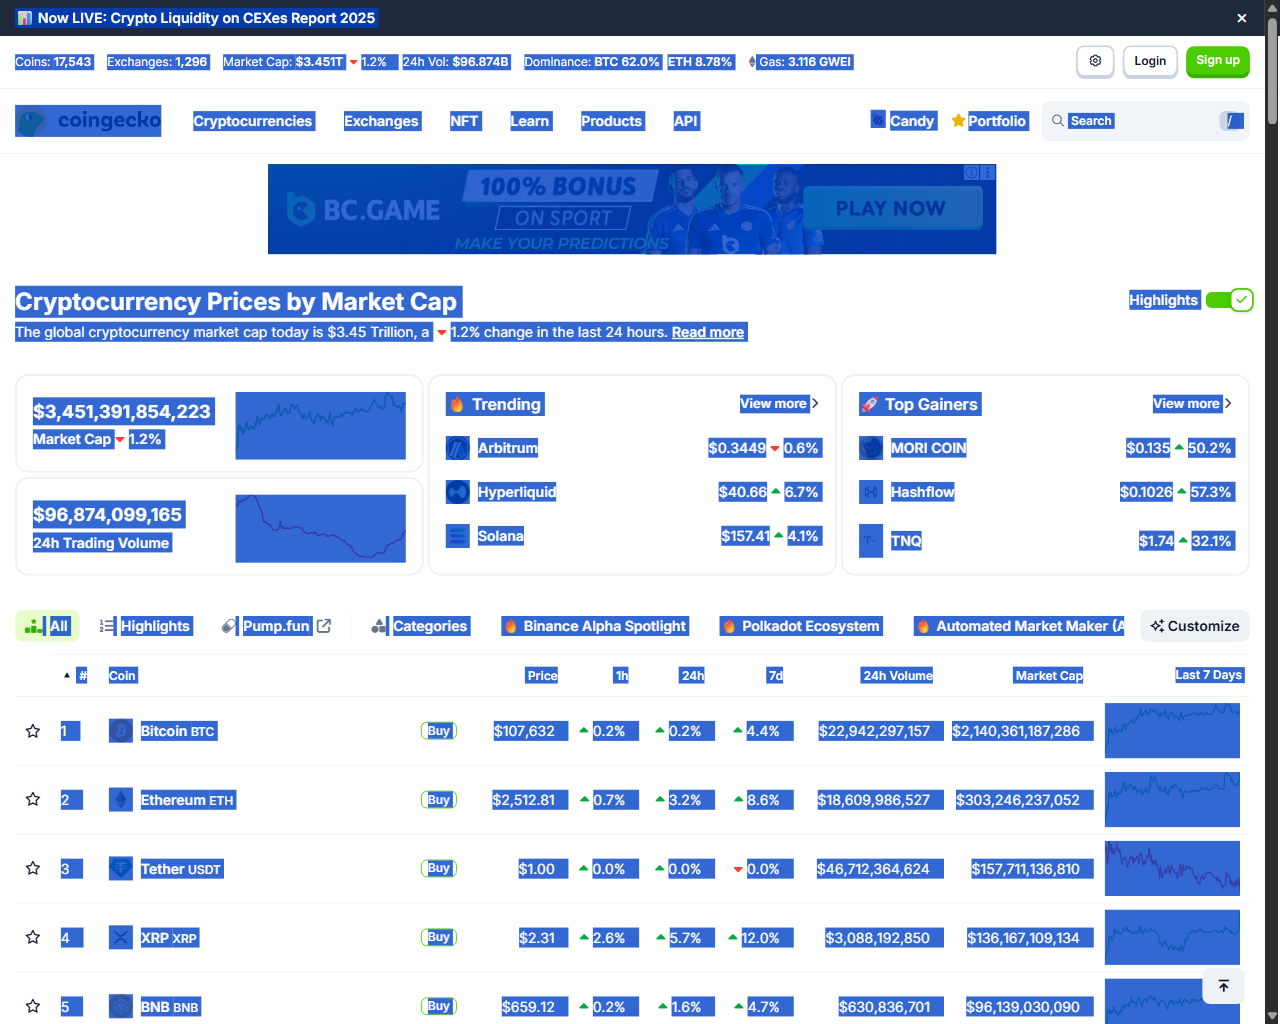 Now LIVE: Crypto Liquidity on CEXes Report 2025
Coins: 17,543 Exchanges: 1,296 Market Cap: $3.451T 1.2% 24h Vol: $96.874B Dominance: BTC 62.0% ETH 8.78% Gas: 3.116 GWEI
Login
Sign up
coingecko
Cryptocurrencies Exchanges NFT Learn Products API
Candy Portfolio
Search /
BC.GAME
100% BONUS
ON SPORT
MAKE YOUR PREDICTIONS
PLAY NOW
Cryptocurrency Prices by Market Cap
Highlights
The global cryptocurrency market cap today is $3.45 Trillion, a 1.2% change in the last 24 hours. Read more
$3,451,391,854,223
Market Cap 1.2%
$96,874,099,165
24h Trading Volume
Trending View more
Arbitrum $0.3449 0.6%
Hyperliquid $40.66 6.7%
Solana $157.41 4.1%
Top Gainers View more
MORI COIN $0.135 50.2%
Hashflow $0.1026 57.3%
TNQ $1.74 32.1%
All Highlights Pump.fun Categories Binance Alpha Spotlight Polkadot Ecosystem Automated Market Maker (A Customize
# Coin Price 1h 24h 7d 24h Volume Market Cap Last 7 Days
1 Bitcoin BTC Buy $107,632 0.2% 0.2% 4.4% $22,942,297,157 $2,140,361,187,286
2 Ethereum ETH Buy $2,512.81 0.7% 3.2% 8.6% $18,609,986,527 $303,246,237,052
3 Tether USDT Buy $1.00 0.0% 0.0% 0.0% $46,712,364,624 $157,711,136,810
4 XRP XRP Buy $2.31 2.6% 5.7% 12.0% $3,088,192,850 $136,167,109,134
5 BNB BNB Buy $659.12 0.2% 1.6% 4.7% $630,836,701 $96,139,030,090